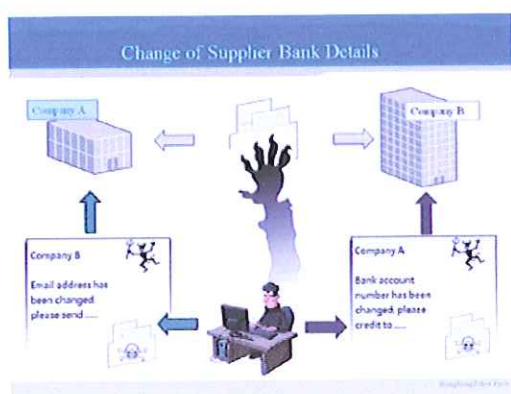 Change of Supplier Bank Details
Company A
Company B
Company B
Email address has
been changed,
please send .....
Company A
Bank account
number has been
changed, please
credit to .....